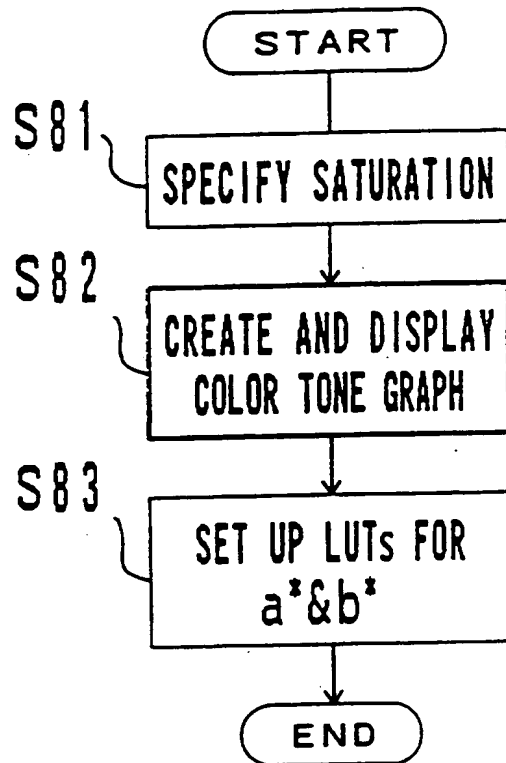 START
S81
SPECIFY SATURATION
S82
CREATE AND DISPLAY
COLOR TONE GRAPH
S83
SET UP LUTs FOR
a*&b*
END